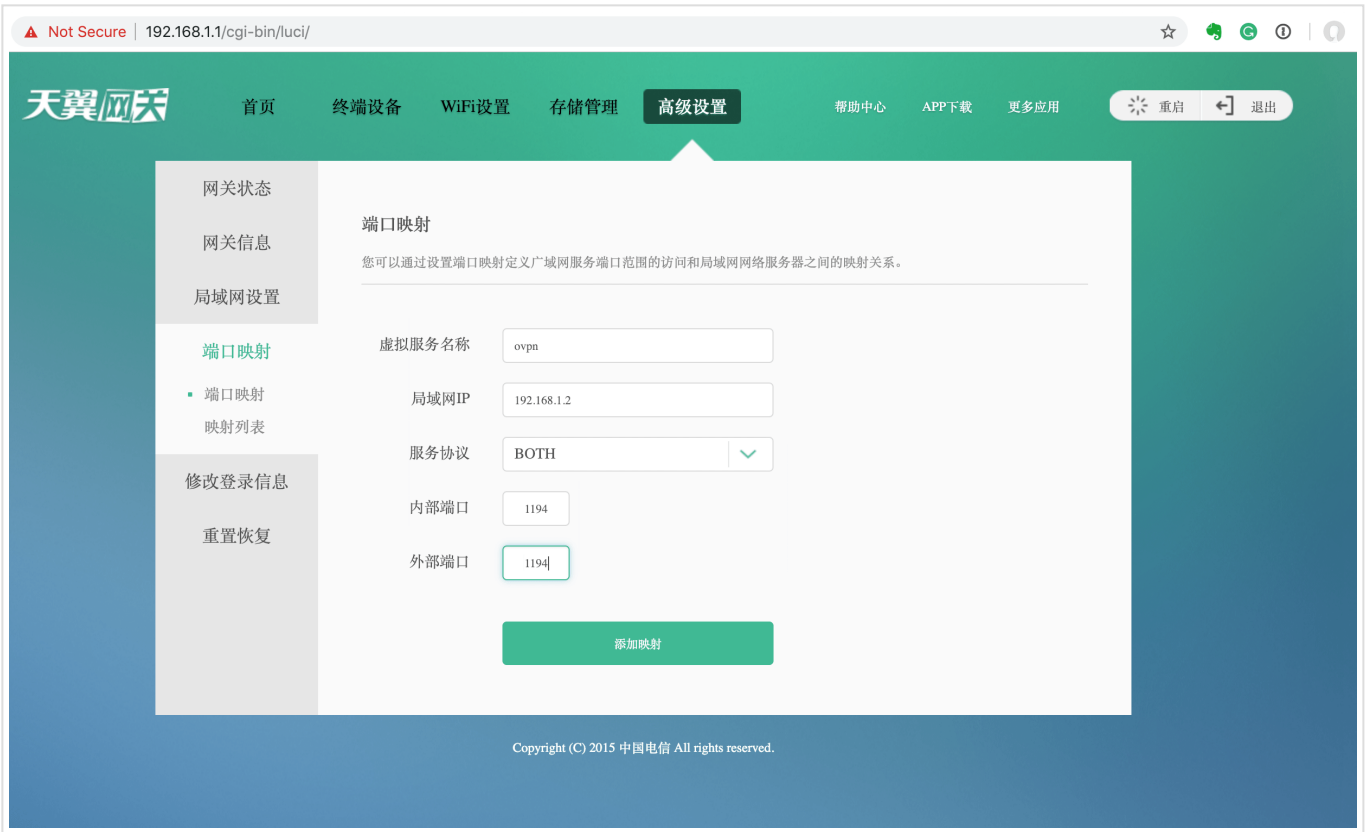 Not Secure 192.168.1.1/cgi-bin/luci/
天翼网关 首页 终端设备 WiFi设置 存储管理 高级设置 帮助中心 APP下载 更多应用 重启 退出
网关状态
网关信息
局域网设置
端口映射
端口映射
映射列表
修改登录信息
重置恢复
端口映射
您可以通过设置端口映射定义广域网服务端口范围的访问和局域网网络服务器之间的映射关系。
虚拟服务名称 ovpn
局域网IP 192.168.1.2
服务协议 BOTH
内部端口 1194
外部端口 1194
添加映射
Copyright (C) 2015 中国电信 All rights reserved.